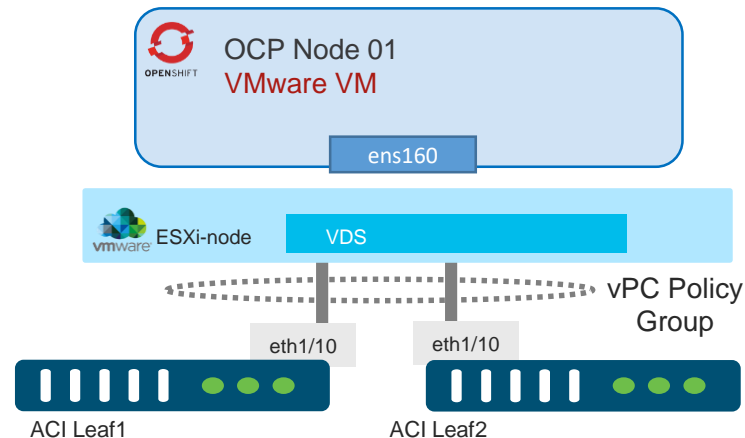 OPENSHIFT
OCP Node 01
VMware VM
ens160
vmware
ESXi-node
VDS
vPC Policy
Group
eth1/10
eth1/10
ACI Leaf1
ACI Leaf2